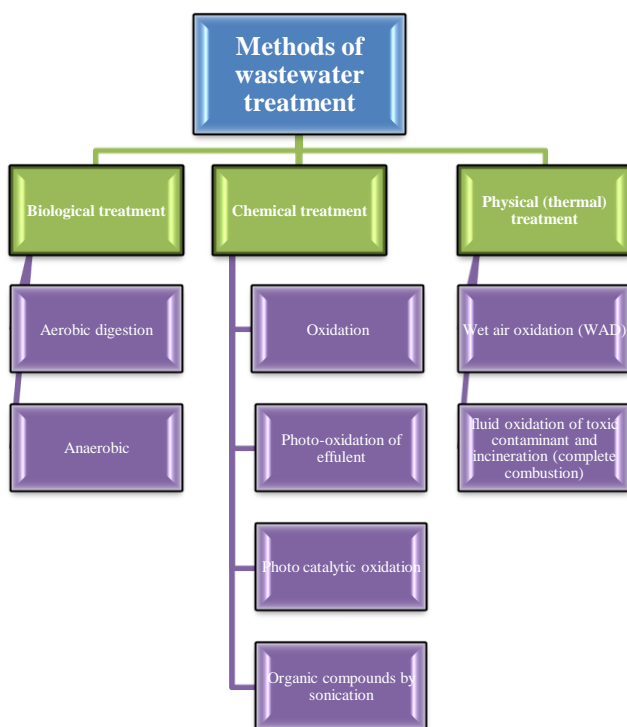 Methods of
wastewater
treatment
Biological treatment
Chemical treatment
Physical (thermal)
treatment
Aerobic digestion
Anaerobic
Oxidation
Photo-oxidation of
effulent
Photo catalytic oxidation
Organic compounds by
sonication
Wet air oxidation (WAD)
fluid oxidation of toxic
contaminant and
incineration (complete
combustion)